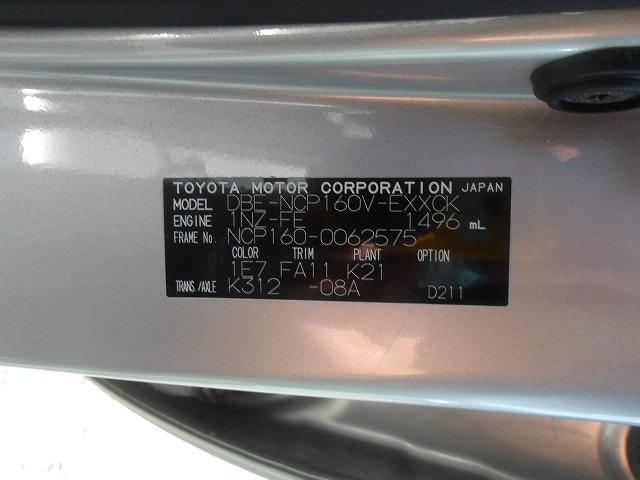 TOYOTA MOTOR CORPORATION JAPAN
MODEL DBE-NCP160V-EXXCK
ENGINE 1NZ-FE 1496 mL
FRAME No. NCP160-0062575
COLOR TRIM PLANT OPTION
1E7 FA11 K21
TRANS./AXLE K312 -08A D211